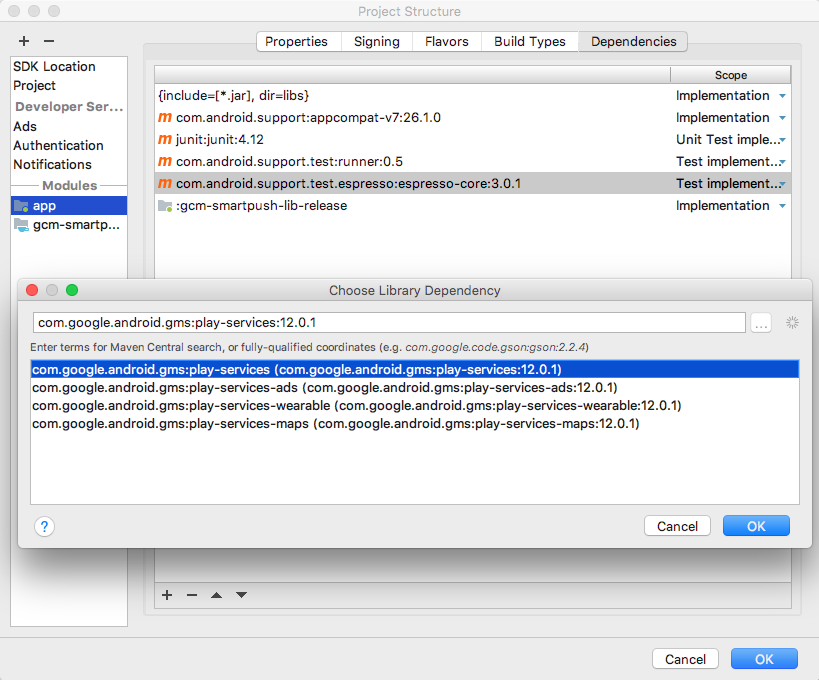 Project Structure
Properties Signing Flavors Build Types Dependencies
SDK Location
Project
Developer Ser...
Ads
Authentication
Notifications
Modules
app
gcm-smartp...
Scope
{include=[*.jar], dir=libs} Implementation
m com.android.support:appcompat-v7:26.1.0 Implementation
m junit:junit:4.12 Unit Test imple...
m com.android.support.test:runner:0.5 Test implement...
m com.android.support.test.espresso:espresso-core:3.0.1 Test implement...
:gcm-smartpush-lib-release Implementation
Choose Library Dependency
com.google.android.gms:play-services:12.0.1 ...
Enter terms for Maven Central search, or fully-qualified coordinates (e.g. com.google.code.gson:gson:2.2.4)
com.google.android.gms:play-services (com.google.android.gms:play-services:12.0.1)
com.google.android.gms:play-services-ads (com.google.android.gms:play-services-ads:12.0.1)
com.google.android.gms:play-services-wearable (com.google.android.gms:play-services-wearable:12.0.1)
com.google.android.gms:play-services-maps (com.google.android.gms:play-services-maps:12.0.1)
? Cancel OK
Cancel OK